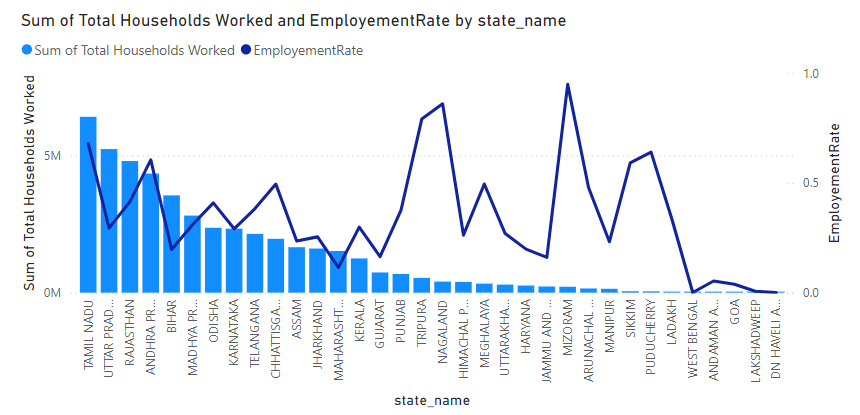 Sum of Total Households Worked and EmployementRate by state_name
Sum of Total Households Worked EmployementRate
Sum of Total Households Worked
5M
0M
1.0
0.5
0.0
EmployementRate
TAMIL NADU
UTTAR PRAD...
RAJASTHAN
ANDHRA PR...
BIHAR
MADHYA PR...
ODISHA
KARNATAKA
TELANGANA
CHHATTISGA...
ASSAM
JHARKHAND
MAHARASHT...
KERALA
GUJARAT
PUNJAB
TRIPURA
NAGALAND
HIMACHAL P...
MEGHALAYA
UTTARAKHA...
HARYANA
JAMMU AND ...
MIZORAM
ARUNACHAL ...
MANIPUR
SIKKIM
PUDUCHERRY
LADAKH
WEST BENGAL
ANDAMAN A...
GOA
LAKSHADWEEP
DN HAVELI A...
state_name